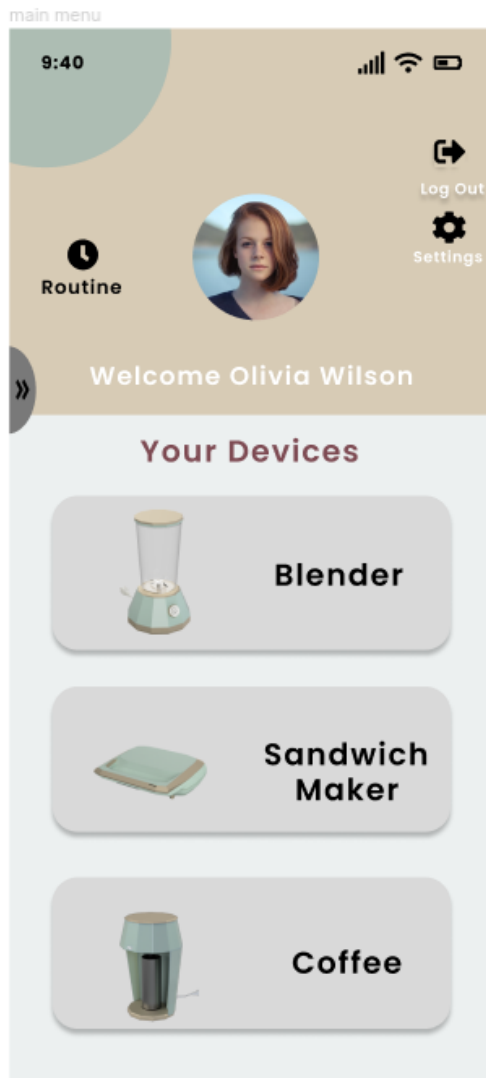 main menu
9:40
Log Out
Settings
Routine
Welcome Olivia Wilson
Your Devices
Blender
Sandwich
Maker
Coffee